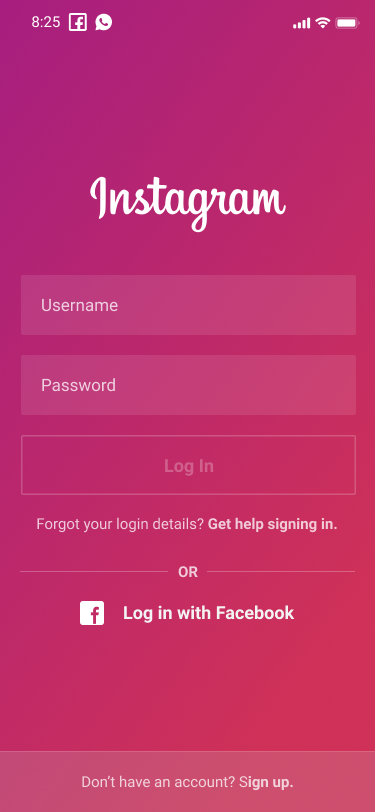 8:25
Instagram
Username
Password
Log In
Forgot your login details? Get help signing in.
OR
Log in with Facebook
Don’t have an account? Sign up.